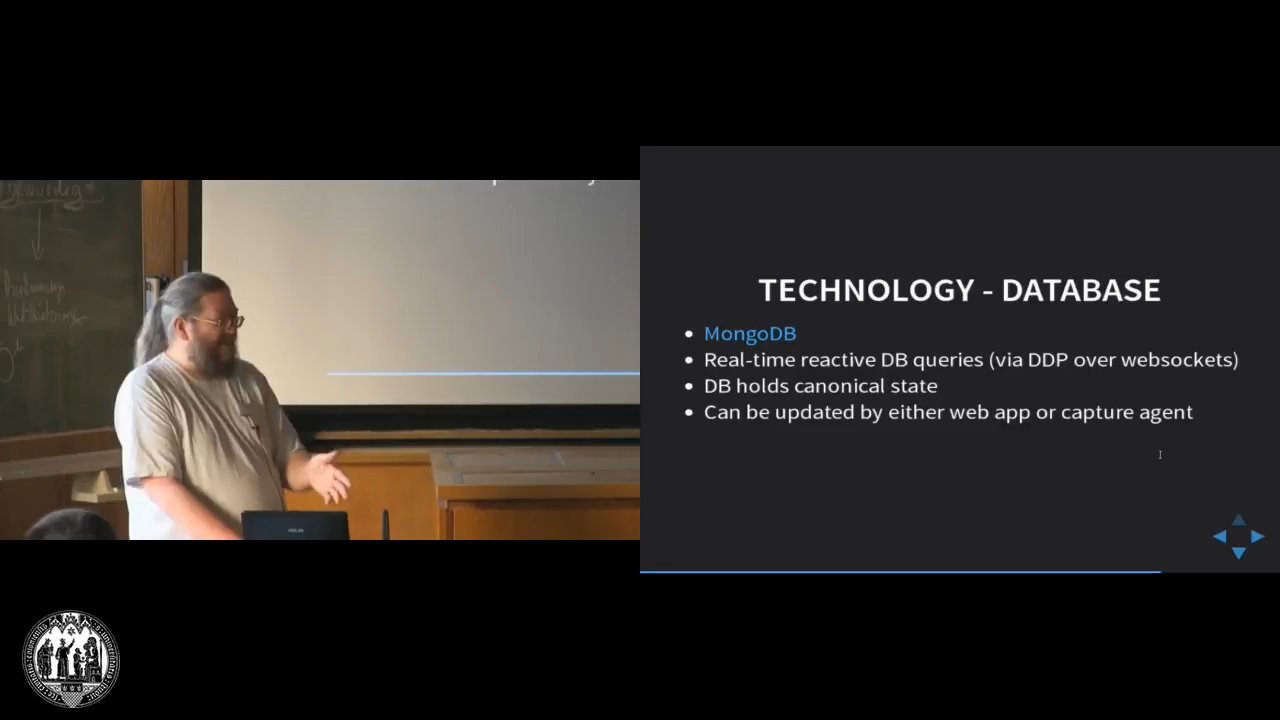 TECHNOLOGY - DATABASE
MongoDB
Real-time reactive DB queries (via DDP over websockets)
DB holds canonical state
Can be updated by either web app or capture agent
ASUS